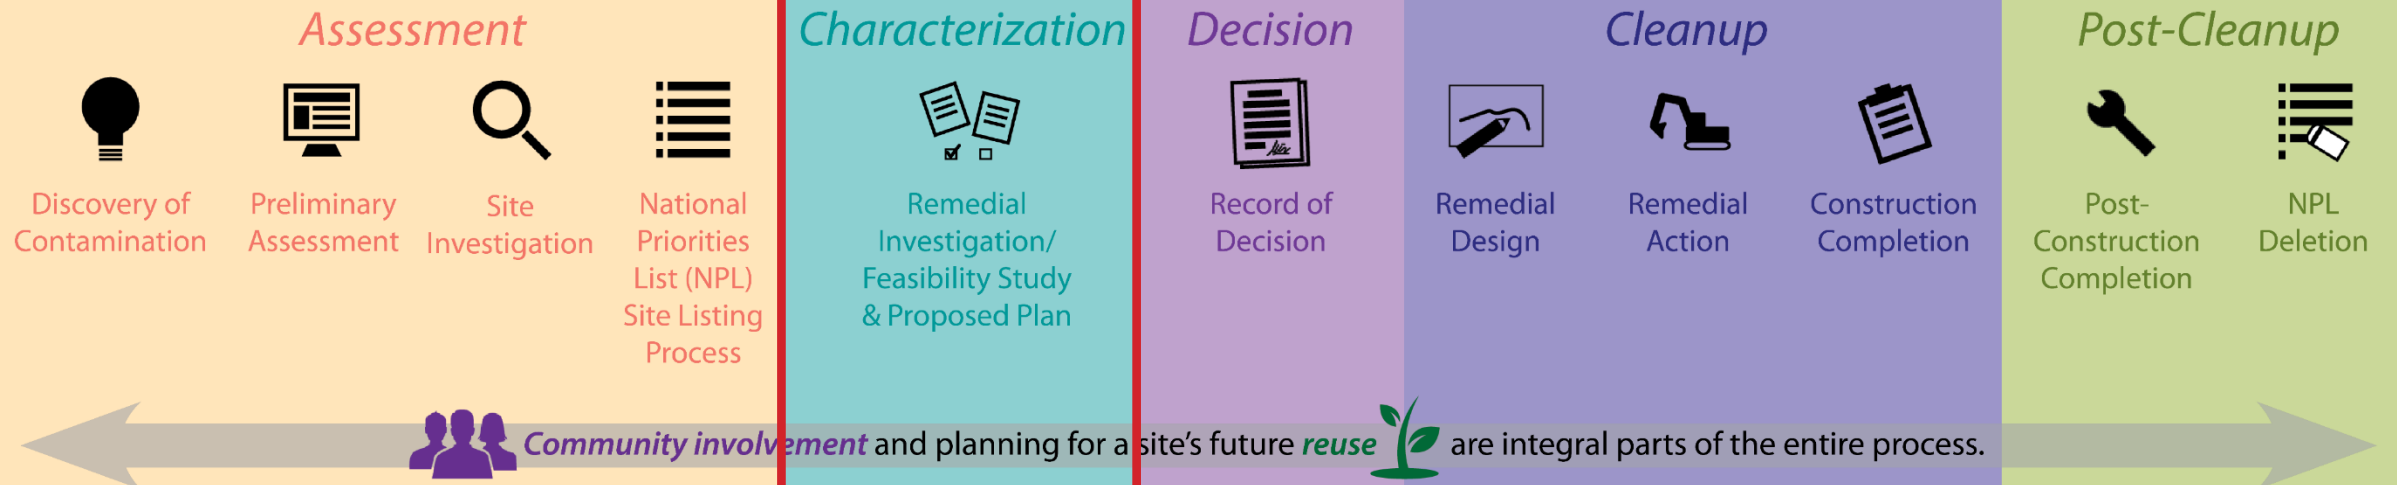 Assessment
Discovery of
Contamination
Preliminary
Assessment
Site
Investigation
National
Priorities
List (NPL)
Site Listing
Process
Characterization
Remedial
Investigation/
Feasibility Study
& Proposed Plan
Decision
Record of
Decision
Cleanup
Remedial
Design
Remedial
Action
Construction
Completion
Post-Cleanup
Post-
Construction
Completion
NPL
Deletion
Community involvement and planning for a site's future reuse are integral parts of the entire process.